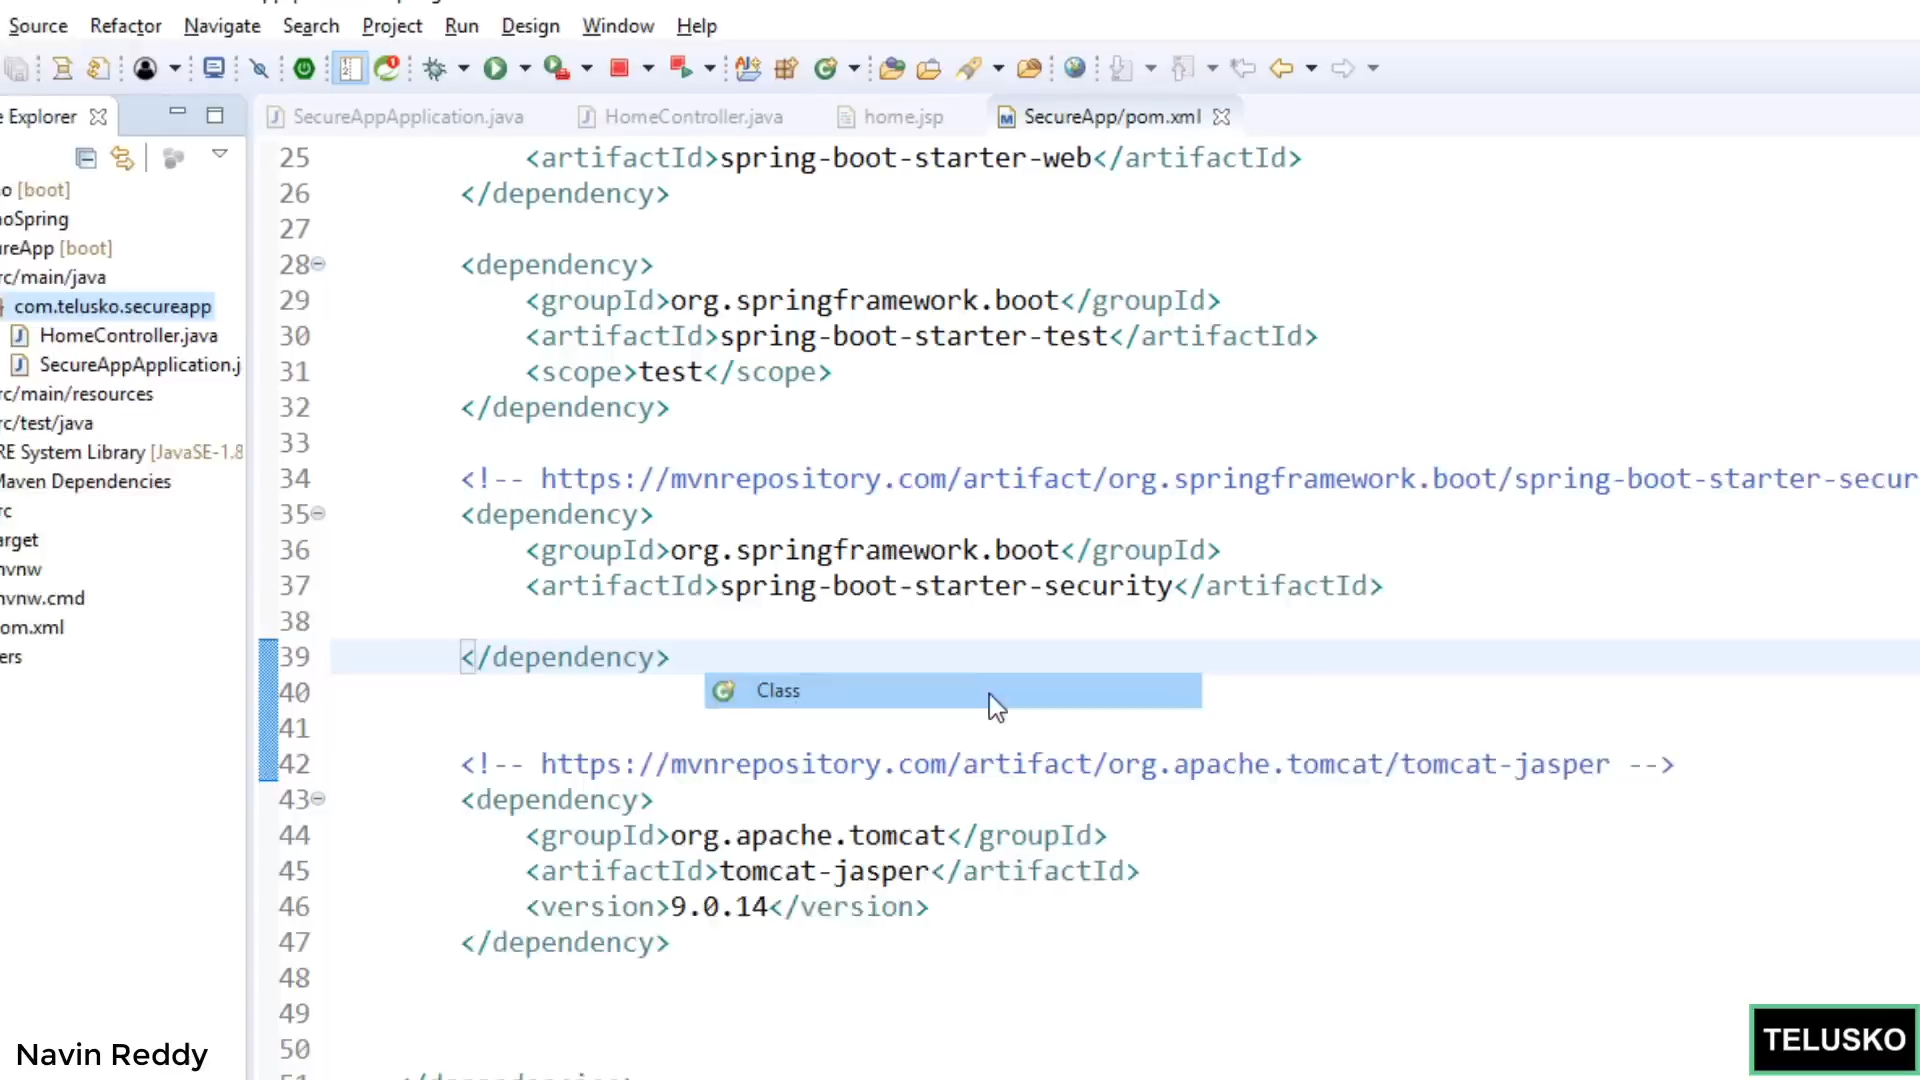 Source Refactor Navigate Search Run Project Run Design Window Help
e Explorer
SecureAppApplication.java HomeController.java home.jsp SecureApp/pom.xml
o [boot]
oSpring
ureApp [boot]
rc/main/java
com.telusko.secureapp
HomeController.java
SecureAppApplication.j
rc/main/resources
rc/test/java
RE System Library [JavaSE-1.8
Maven Dependencies
rc
arget
nvnw
nvnw.cmd
om.xml
ers
25 <artifactId>spring-boot-starter-web</artifactId>
26 </dependency>
27
28 <dependency>
29 <groupId>org.springframework.boot</groupId>
30 <artifactId>spring-boot-starter-test</artifactId>
31 <scope>test</scope>
32 </dependency>
33
34 <!-- https://mvnrepository.com/artifact/org.springframework.boot/spring-boot-starter-secur
35 <dependency>
36 <groupId>org.springframework.boot</groupId>
37 <artifactId>spring-boot-starter-security</artifactId>
38
39 </dependency>
Class
40
41
42 <!-- https://mvnrepository.com/artifact/org.apache.tomcat/tomcat-jasper -->
43 <dependency>
44 <groupId>org.apache.tomcat</groupId>
45 <artifactId>tomcat-jasper</artifactId>
46 <version>9.0.14</version>
47 </dependency>
48
49
50
Navin Reddy
TELUSKO